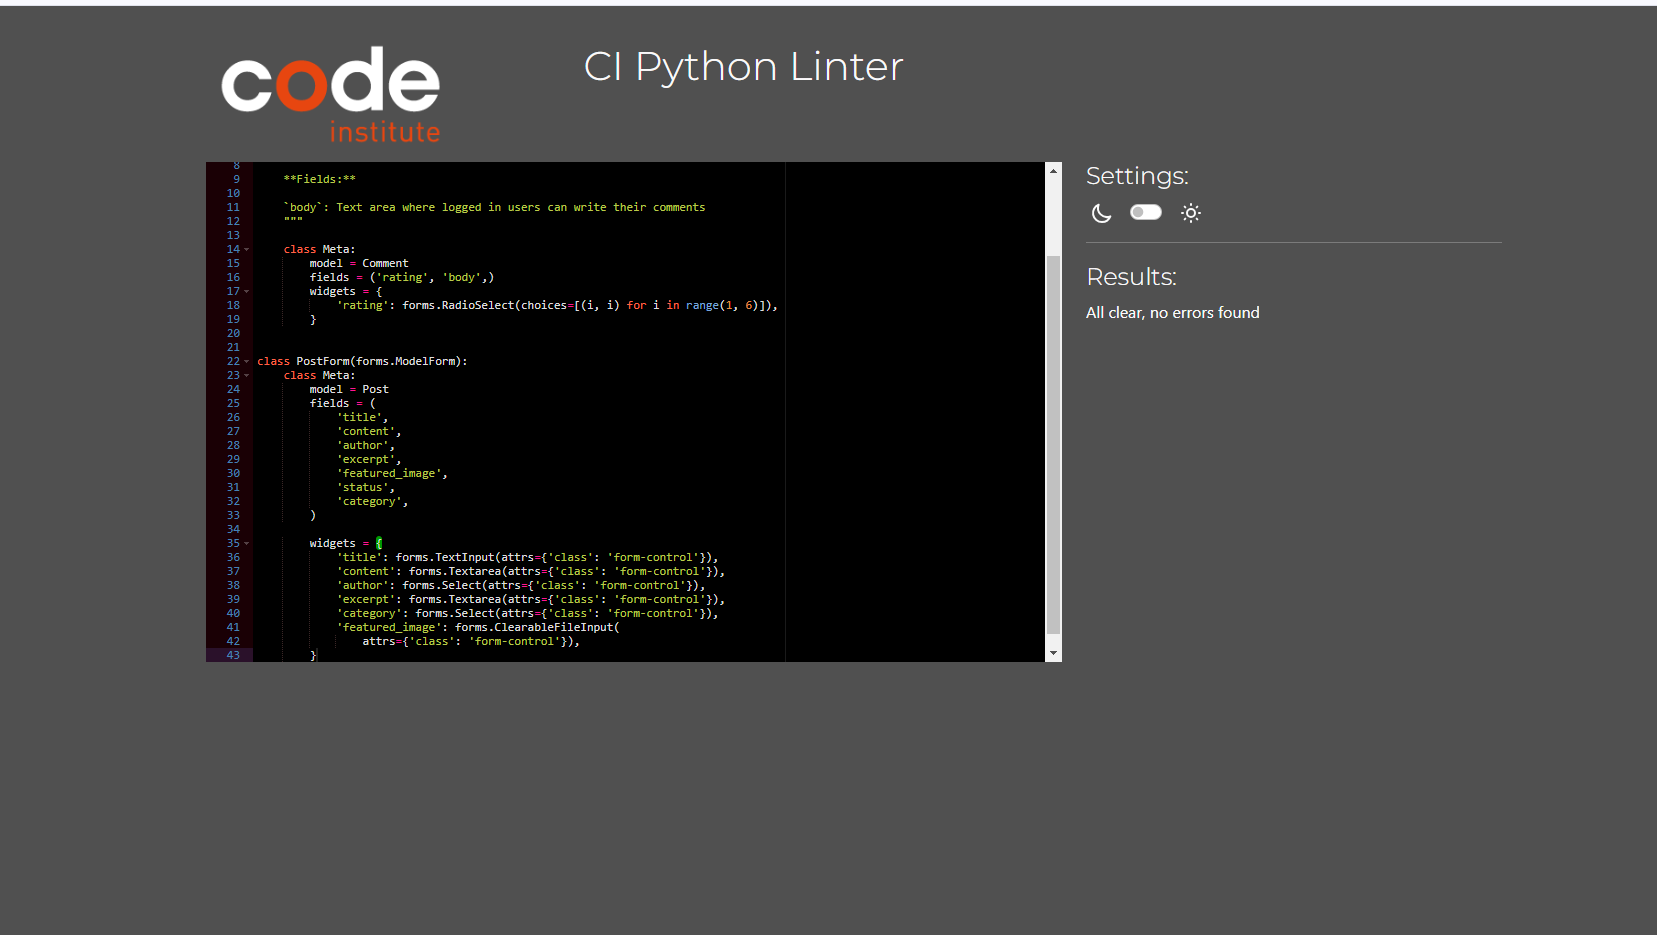 code
institute
CI Python Linter
8
9 **Fields:**
10
11 `body`: Text area where logged in users can write their comments
12 """
13
14 class Meta:
15 model = Comment
16 fields = ('rating', 'body',)
17 widgets = {
18 'rating': forms.RadioSelect(choices=[(i, i) for i in range(1, 6)]),
19 }
20
21
22 class PostForm(forms.ModelForm):
23 class Meta:
24 model = Post
25 fields = (
26 'title',
27 'content',
28 'author',
29 'excerpt',
30 'featured_image',
31 'status',
32 'category',
33 )
34
35 widgets = {
36 'title': forms.TextInput(attrs={'class': 'form-control'}),
37 'content': forms.Textarea(attrs={'class': 'form-control'}),
38 'author': forms.Select(attrs={'class': 'form-control'}),
39 'excerpt': forms.Textarea(attrs={'class': 'form-control'}),
40 'category': forms.Select(attrs={'class': 'form-control'}),
41 'featured_image': forms.ClearableFileInput(
42 attrs={'class': 'form-control'}),
43 }
Settings:
Results:
All clear, no errors found